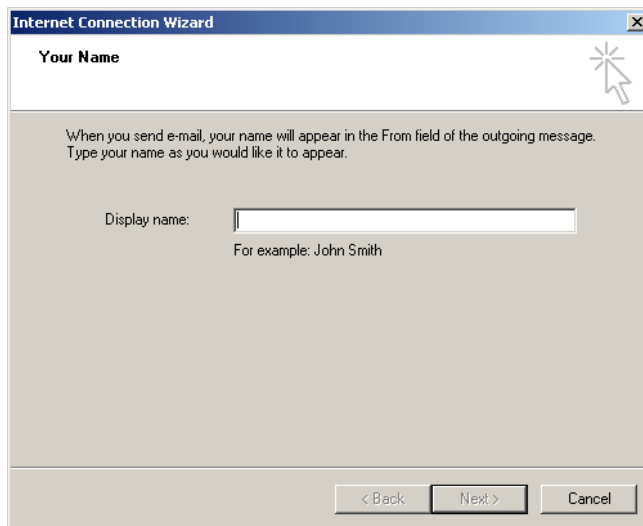 Internet Connection Wizard
Your Name
When you send e-mail, your name will appear in the From field of the outgoing message.
Type your name as you would like it to appear.
Display name:
For example: John Smith
< Back Next > Cancel